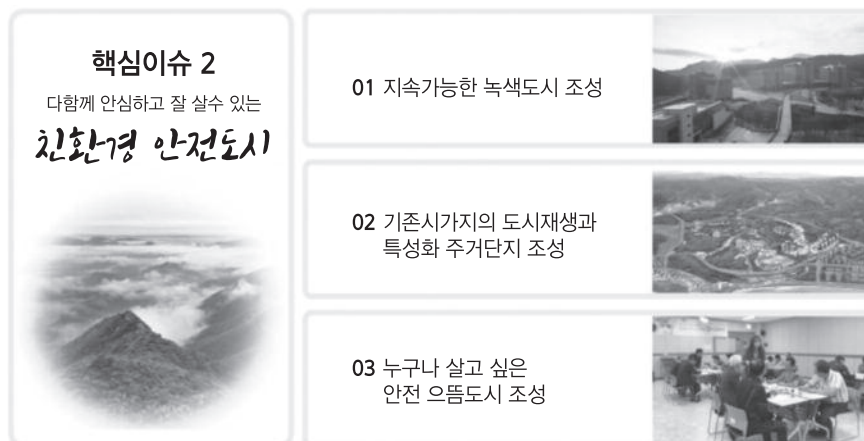 핵심이슈 2
다함께 안심하고 잘 살수 있는
친환경 안전도시
01 지속가능한 녹색도시 조성
02 기존시가지의 도시재생과
특성화 주거단지 조성
03 누구나 살고 싶은
안전 으뜸도시 조성